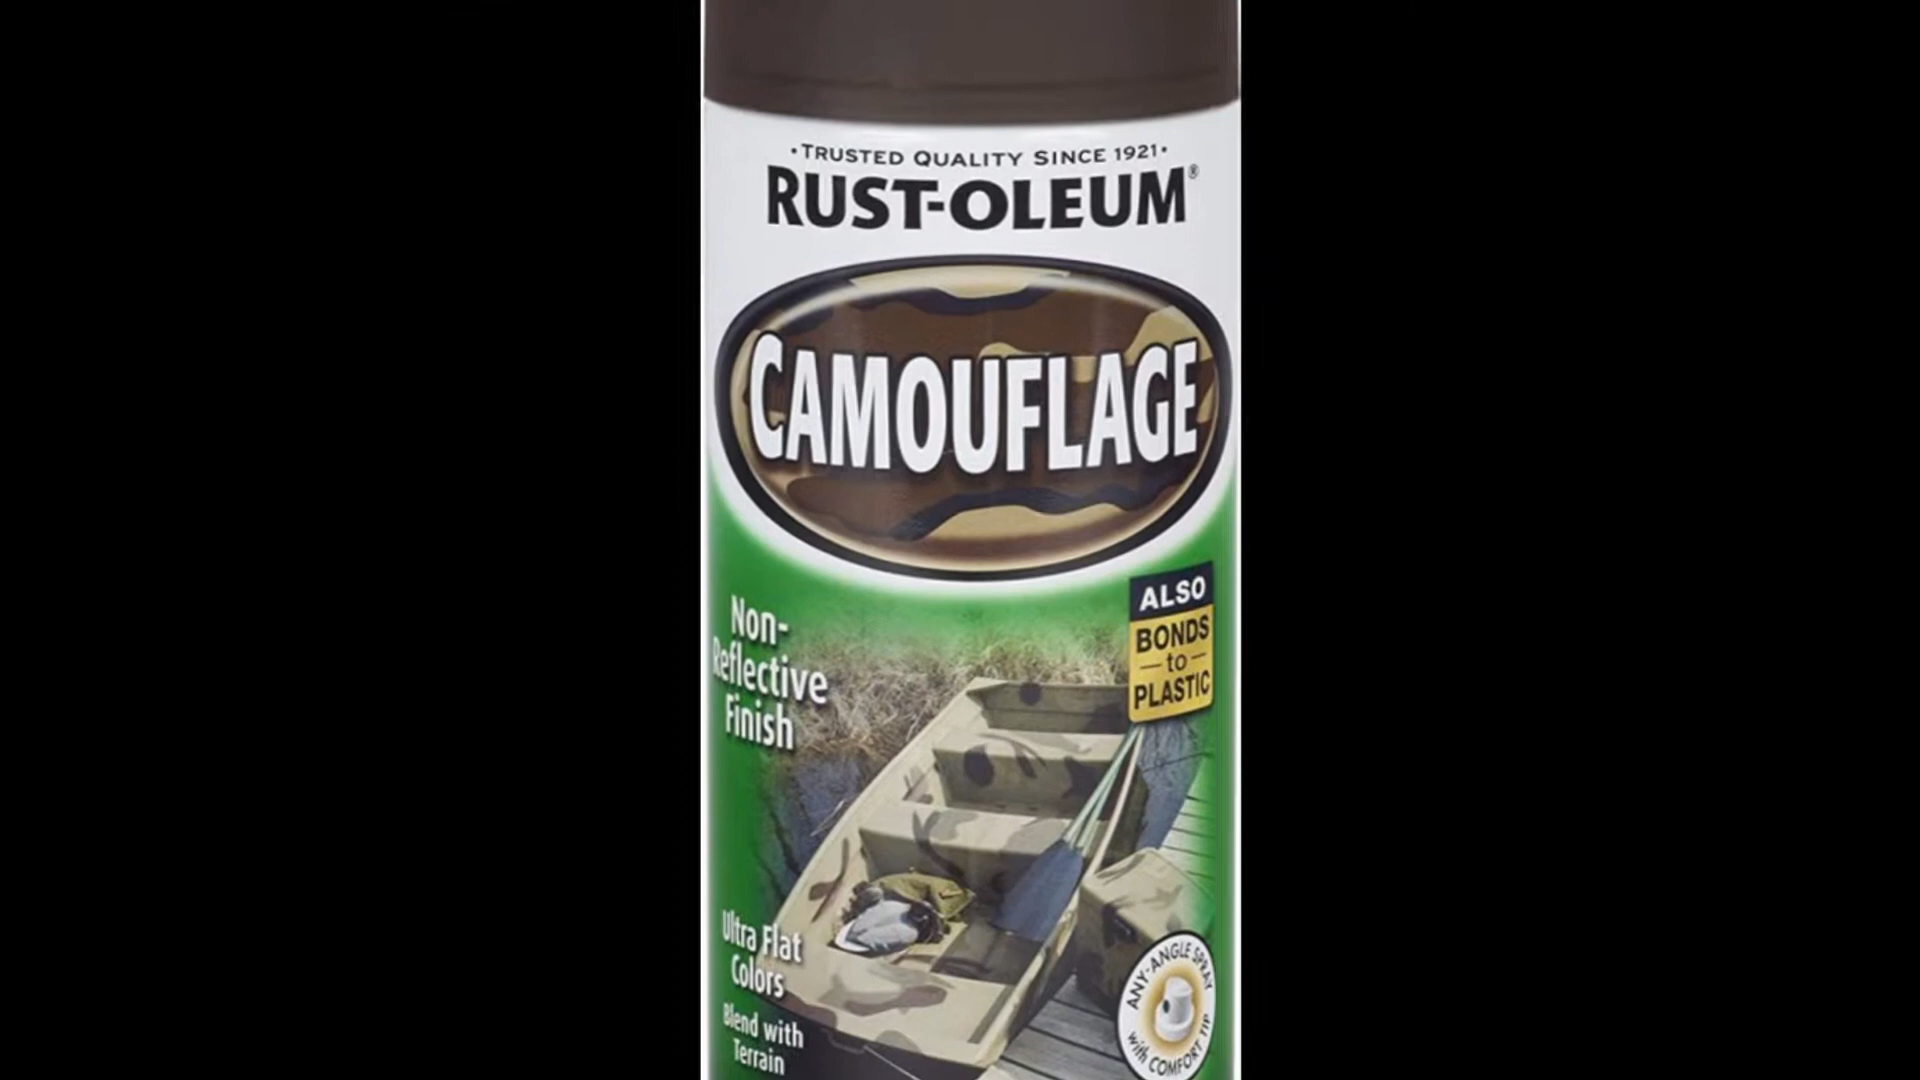 •TRUSTED QUALITY SINCE 1921•
RUST-OLEUM®
CAMOUFLAGE
ALSO
BONDS
to
PLASTIC
Non-
Reflective
Finish
Ultra Flat
Colors
Blend with
Terrain
ANY-ANGLE SPRAY
with COMFORT TIP